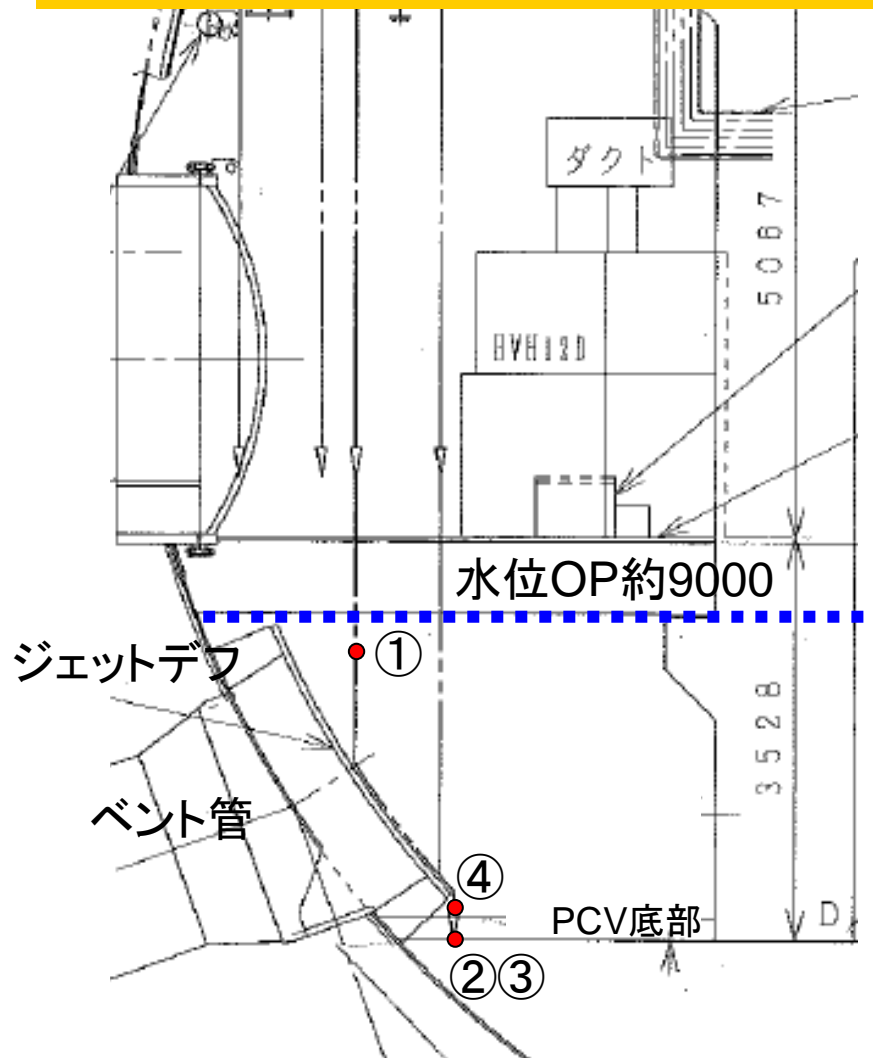 ダクト
5067
HVH12D
水位OP約9000
①
ジェットデフ
3528
ベント管
④
PCV底部
D
②③